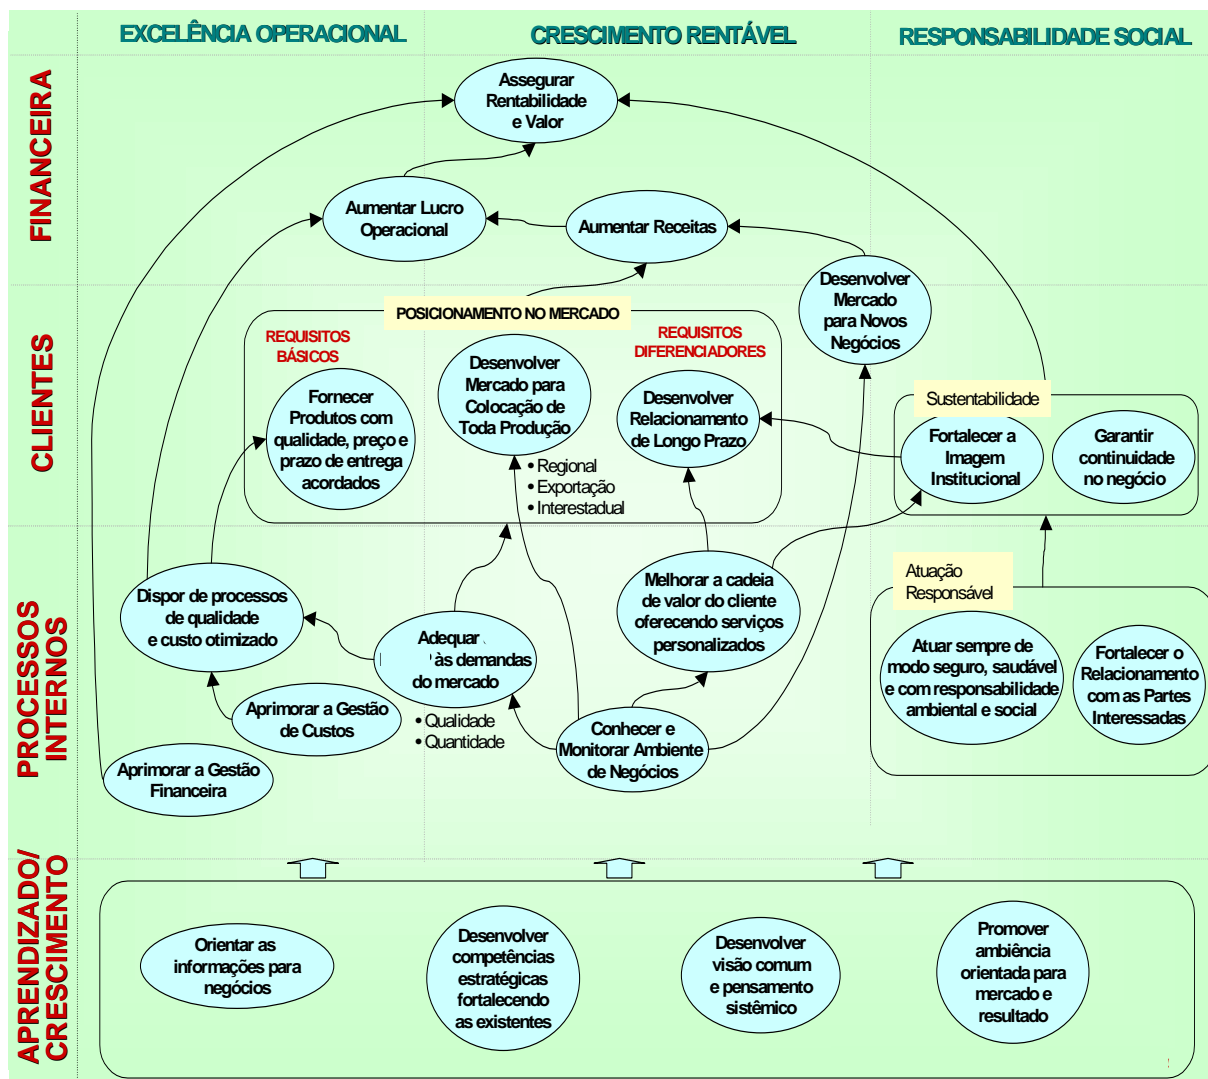 EXCELÊNCIA OPERACIONAL
CRESCIMENTO RENTÁVEL
RESPONSABILIDADE SOCIAL
FINANCEIRA
Assegurar
Rentabilidade
e Valor
Aumentar Lucro
Operacional
Aumentar Receitas
Desenvolver
Mercado
para Novos
Negócios
CLIENTES
POSICIONAMENTO NO MERCADO
REQUISITOS
BÁSICOS
Fornecer
Produtos com
qualidade, preço e
prazo de entrega
acordados
Desenvolver
Mercado para
Colocação de
Toda Produção
• Regional
• Exportação
• Interestadual
REQUISITOS
DIFERENCIADORES
Desenvolver
Relacionamento
de Longo Prazo
Sustentabilidade
Fortalecer a
Imagem
Institucional
Garantir
continuidade
no negócio
PROCESSOS
INTERNOS
Dispor de processos
de qualidade
e custo otimizado
Adequar
às demandas
do mercado
• Qualidade
• Quantidade
Melhorar a cadeia
de valor do cliente
oferecendo serviços
personalizados
Atuação
Responsável
Atuar sempre de
modo seguro, saudável
e com responsabilidade
ambiental e social
Fortalecer o
Relacionamento
com as Partes
Interessadas
Aprimorar a Gestão
de Custos
Conhecer e
Monitorar Ambiente
de Negócios
Aprimorar a Gestão
Financeira
APRENDIZADO/
CRESCIMENTO
Orientar as
informações para
negócios
Desenvolver
competências
estratégicas
fortalecendo
as existentes
Desenvolver
visão comum
e pensamento
sistêmico
Promover
ambiência
orientada para
mercado e
resultado